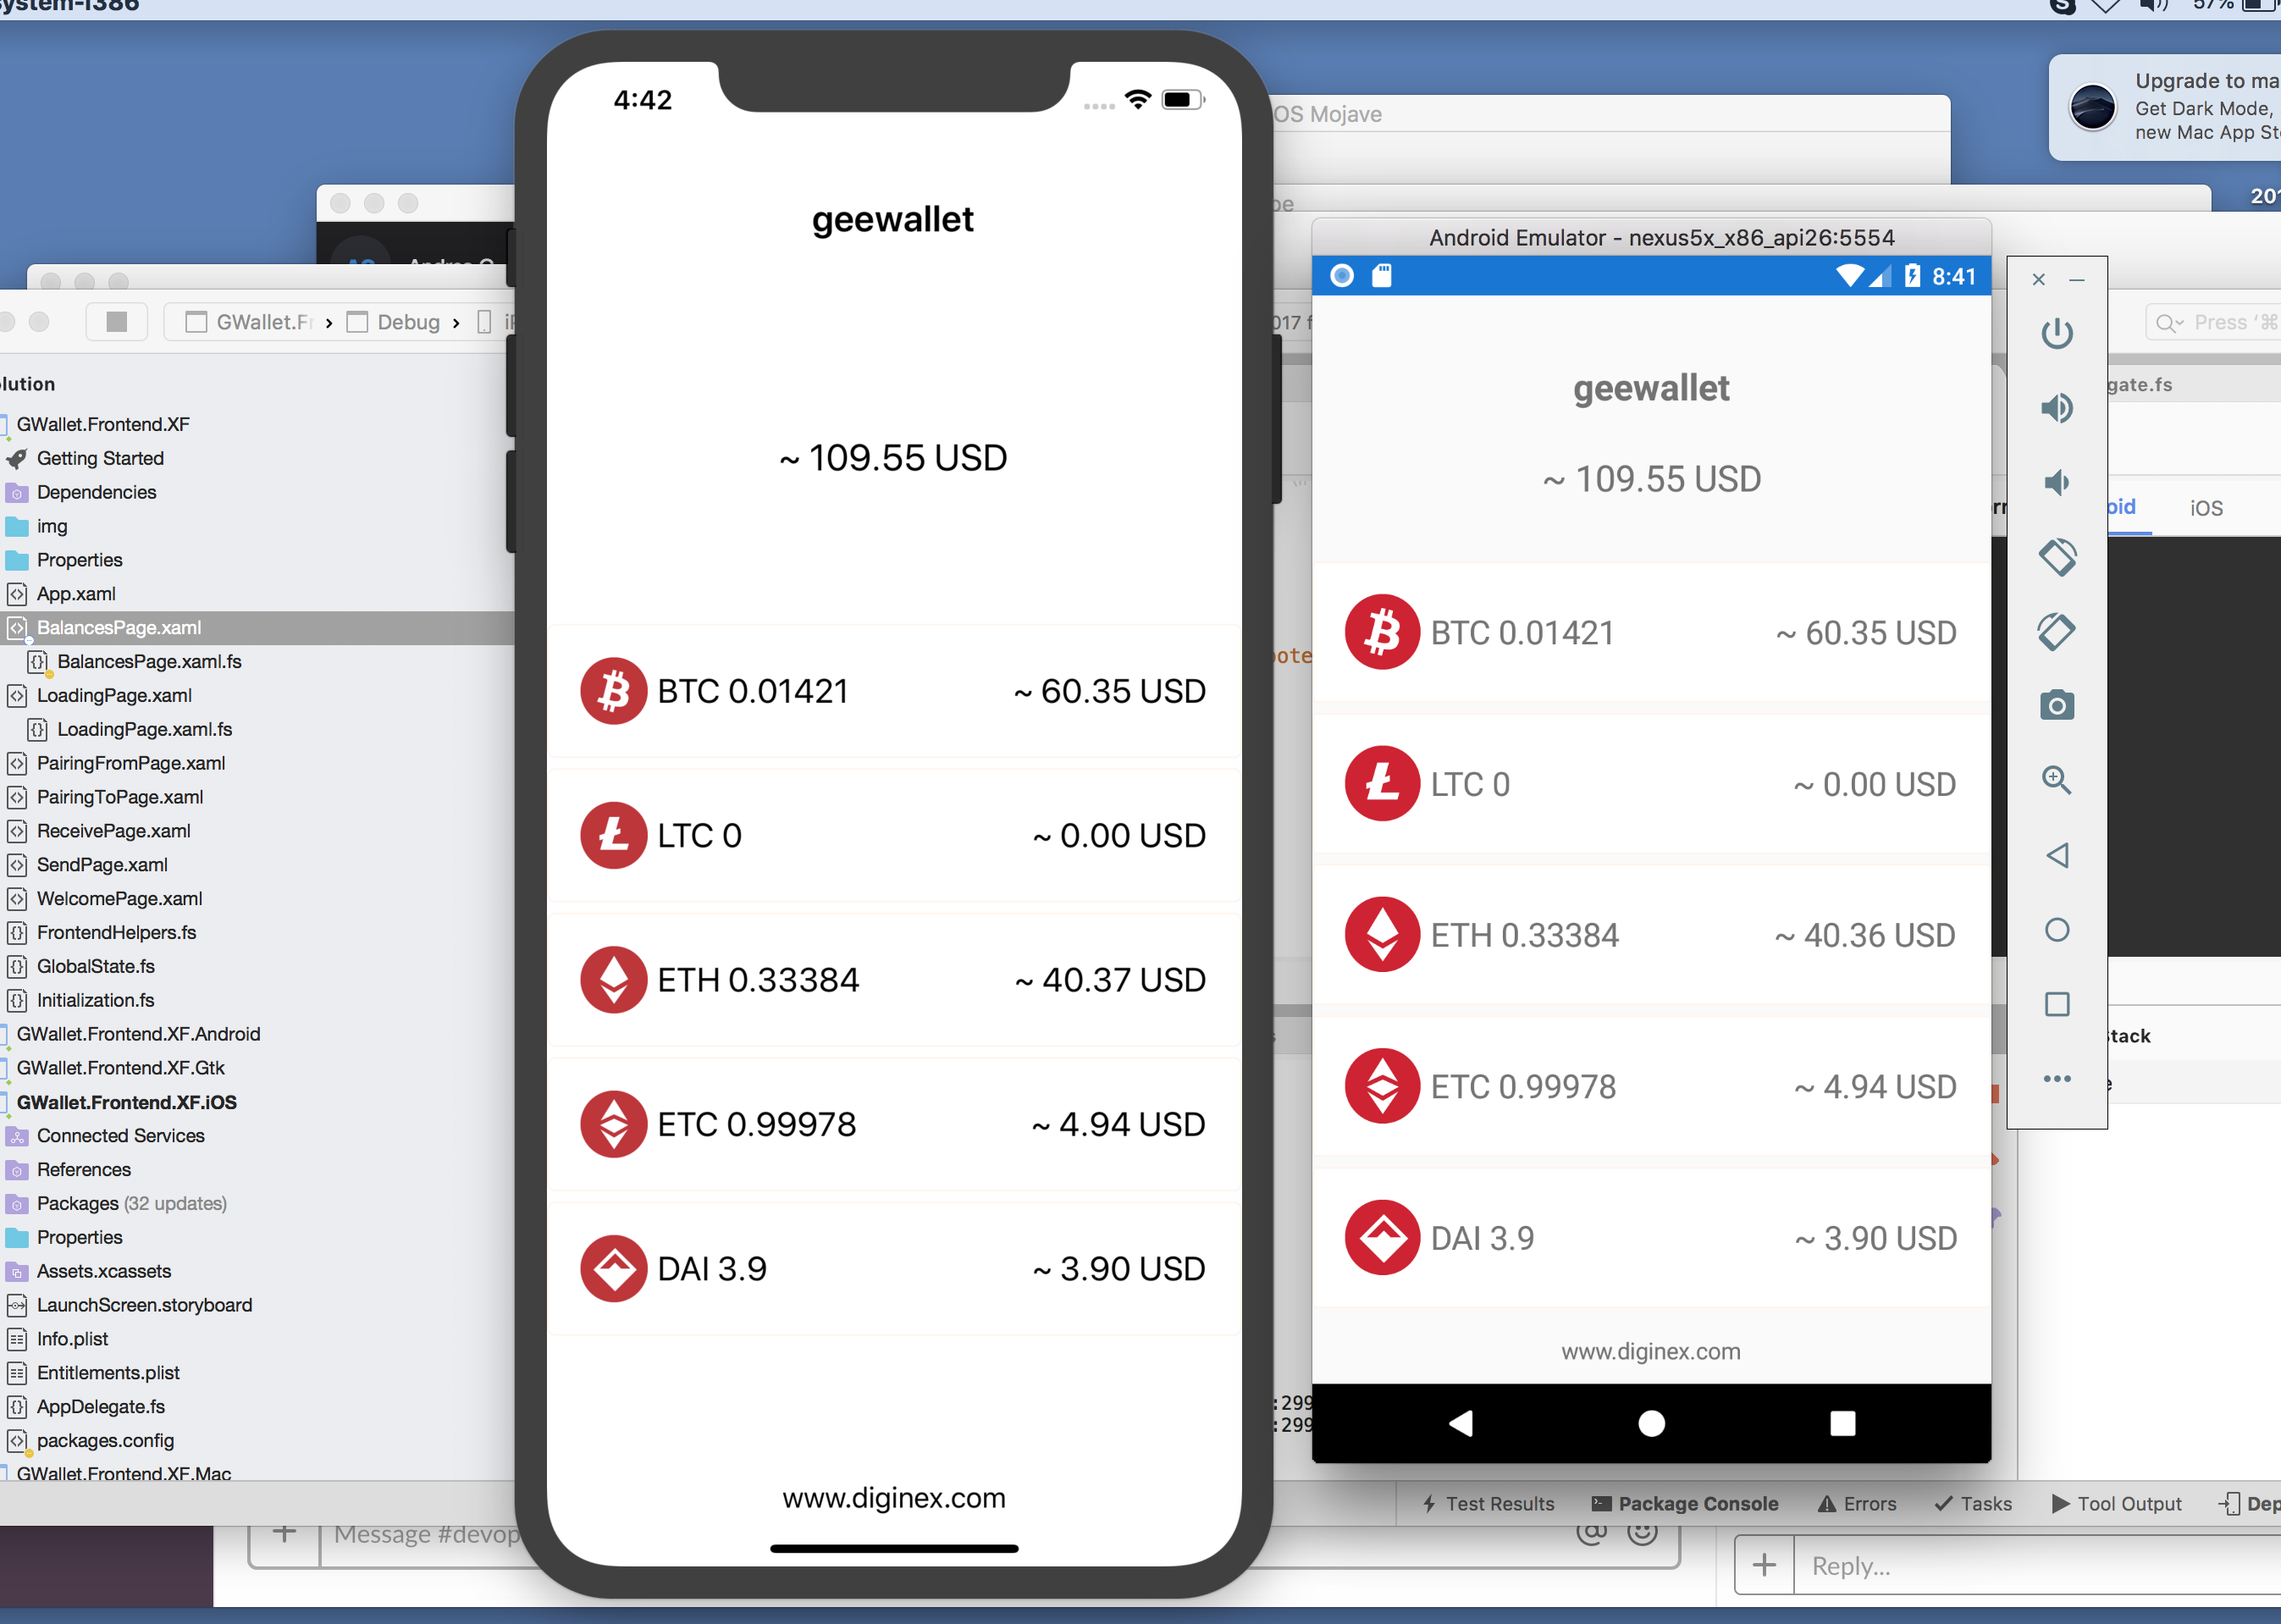 system-i386
57%
Upgrade to ma
Get Dark Mode,
new Mac App Sto
OS Mojave
201
GWallet.Fr
Debug
Press ‘⌘
gate.fs
iOS
olution
GWallet.Frontend.XF
Getting Started
Dependencies
img
Properties
App.xaml
BalancesPage.xaml
BalancesPage.xaml.fs
LoadingPage.xaml
LoadingPage.xaml.fs
PairingFromPage.xaml
PairingToPage.xaml
ReceivePage.xaml
SendPage.xaml
WelcomePage.xaml
FrontendHelpers.fs
GlobalState.fs
Initialization.fs
GWallet.Frontend.XF.Android
GWallet.Frontend.XF.Gtk
GWallet.Frontend.XF.iOS
Connected Services
References
Packages (32 updates)
Properties
Assets.xcassets
LaunchScreen.storyboard
Info.plist
Entitlements.plist
AppDelegate.fs
packages.config
GWallet.Frontend.XF.Mac
4:42
geewallet
~ 109.55 USD
BTC 0.01421 ~ 60.35 USD
LTC 0 ~ 0.00 USD
ETH 0.33384 ~ 40.37 USD
ETC 0.99978 ~ 4.94 USD
DAI 3.9 ~ 3.90 USD
www.diginex.com
Android Emulator - nexus5x_x86_api26:5554
8:41
geewallet
~ 109.55 USD
BTC 0.01421 ~ 60.35 USD
LTC 0 ~ 0.00 USD
ETH 0.33384 ~ 40.36 USD
ETC 0.99978 ~ 4.94 USD
DAI 3.9 ~ 3.90 USD
www.diginex.com
:299
:299
Stack
Test Results
Package Console
Errors
Tasks
Tool Output
Dep
Message #devop
Reply...